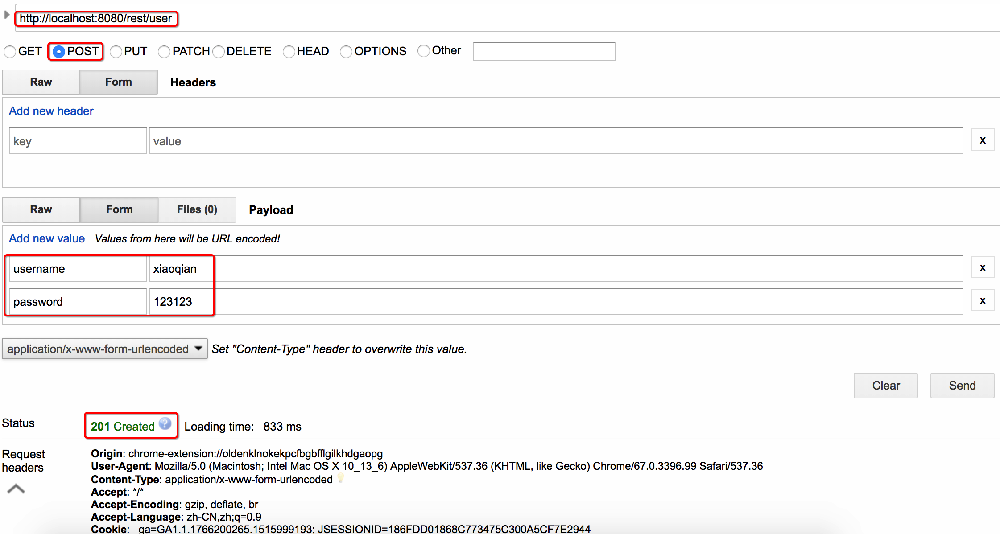 http://localhost:8080/rest/user
GET POST PUT PATCH DELETE HEAD OPTIONS Other
Raw Form Headers
Add new header
key value x
Raw Form Files (0) Payload
Add new value Values from here will be URL encoded!
username xiaoqian x
password 123123 x
application/x-www-form-urlencoded Set "Content-Type" header to overwrite this value.
Clear Send
Status 201 Created ? Loading time: 833 ms
Request headers
Origin: chrome-extension://oldenklnokekpcfbgbfflgilkhdgaopg
User-Agent: Mozilla/5.0 (Macintosh; Intel Mac OS X 10_13_6) AppleWebKit/537.36 (KHTML, like Gecko) Chrome/67.0.3396.99 Safari/537.36
Content-Type: application/x-www-form-urlencoded
Accept: */*
Accept-Encoding: gzip, deflate, br
Accept-Language: zh-CN,zh;q=0.9
Cookie: _ga=GA1.1.1766200265.1515999193; JSESSIONID=186FDD01868C773475C300A5CF7E2944